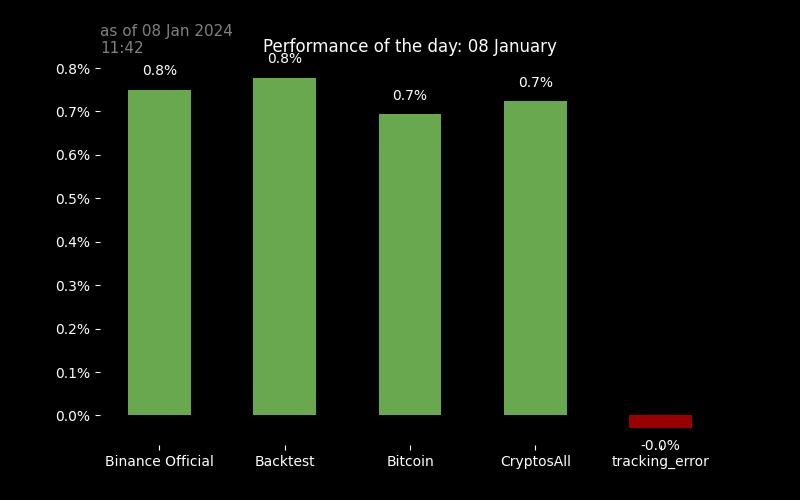 as of 08 Jan 2024
11:42
Performance of the day: 08 January
0.8%
0.8%
0.7%
0.7%
-0.0%
0.8%
0.7%
0.6%
0.5%
0.4%
0.3%
0.2%
0.1%
0.0%
Binance Official
Backtest
Bitcoin
CryptosAll
tracking_error